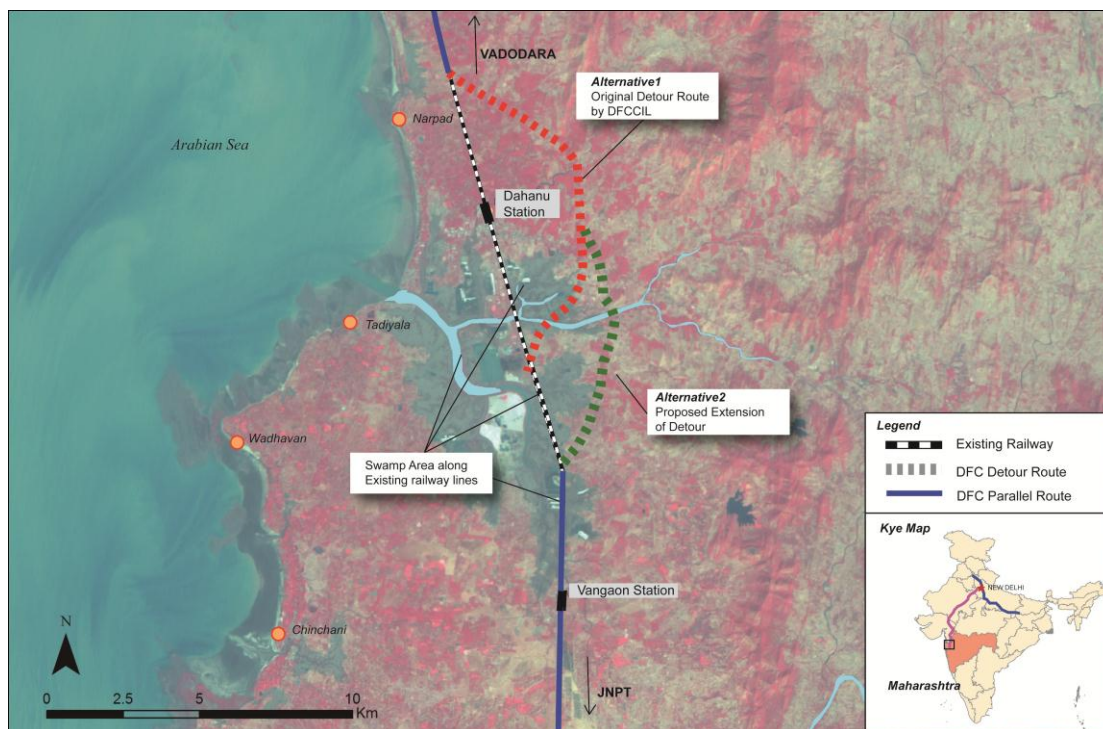 VADODARA
Alternative1
Original Detour Route
by DFCCIL
Narpad
Arabian Sea
Dahanu
Station
Tadiyala
Alternative2
Proposed Extension
of Detour
Wadhavan
Swamp Area along
Existing railway lines
Vangaon Station
Chinchani
N
JNPT
0 5 10
Km
Legend
Existing Railway
DFC Detour Route
DFC Parallel Route
Kye Map
NEW DELHI
Maharashtra